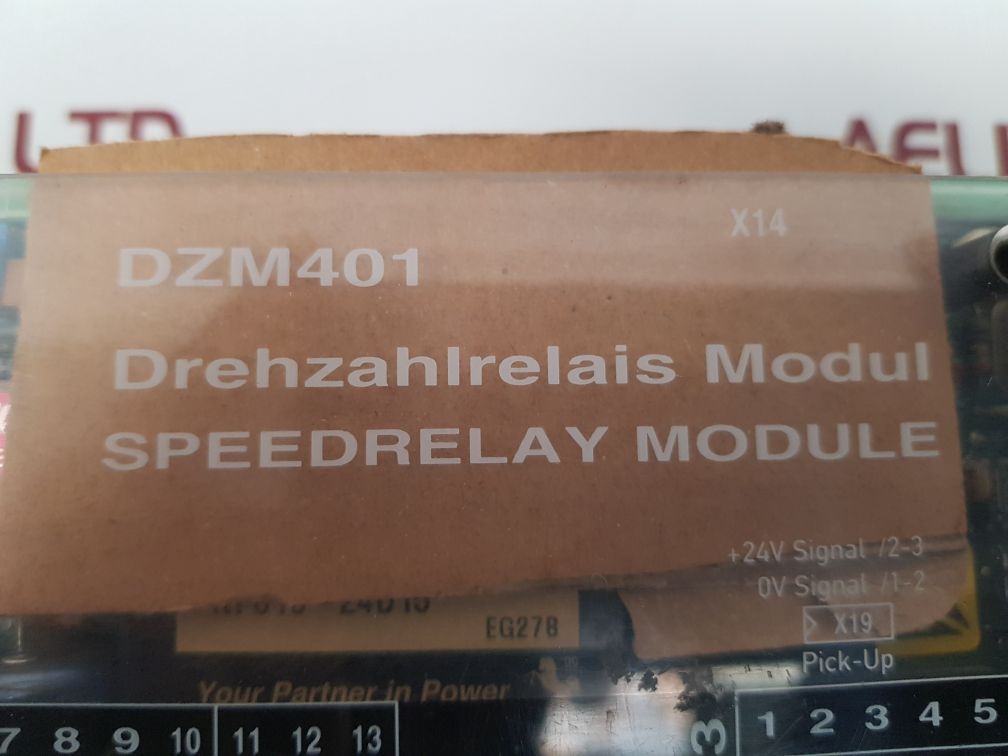 LTD
X14
DZM401
Drehzahlrelais Modul
SPEEDRELAY MODULE
+24V Signal /2-3
0V Signal /1-2
X19
EG278
Pick-Up
Your Partner in Power
7 8 9 10 11 12 13
3 1 2 3 4 5